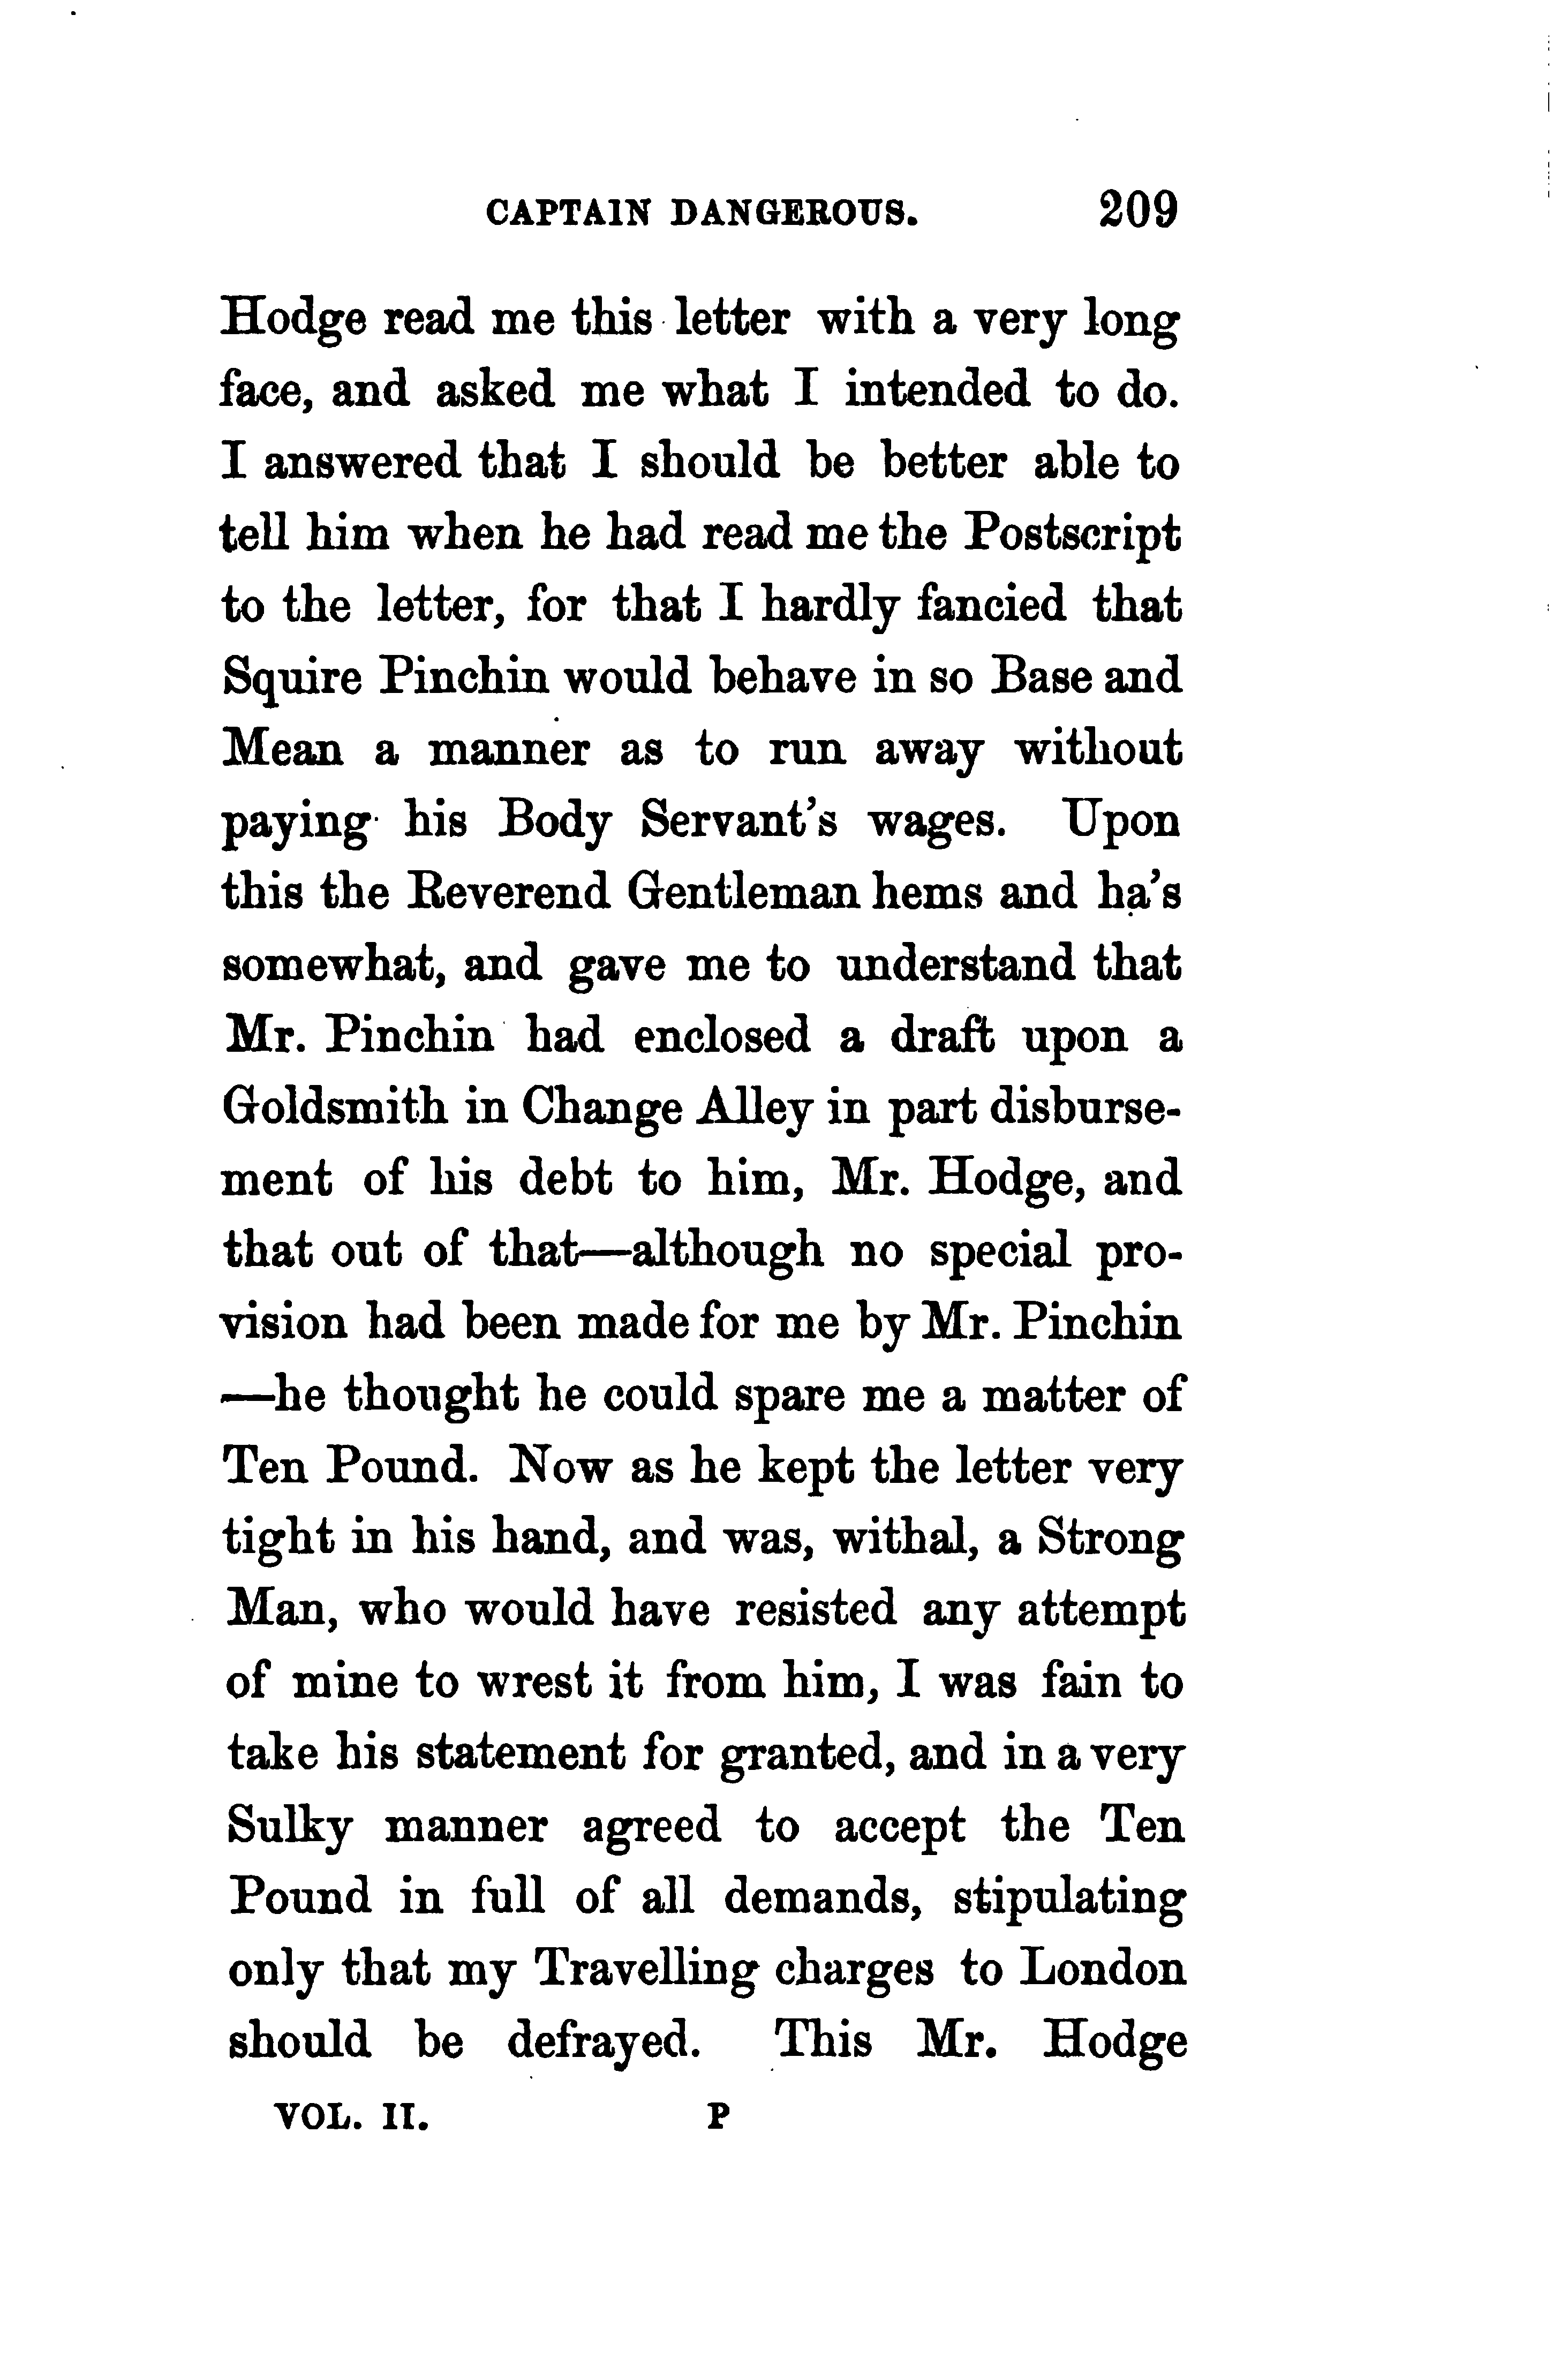 CAPTAIN DANGEROUS. 209
Hodge read me this letter with a very long
face, and asked me what I intended to do.
I answered that I should be better able to
tell him when he had read me the Postscript
to the letter, for that I hardly fancied that
Squire Pinchin would behave in so Base and
Mean a manner as to run away without
paying his Body Servant's wages. Upon
this the Reverend Gentleman hems and ha's
somewhat, and gave me to understand that
Mr. Pinchin had enclosed a draft upon a
Goldsmith in Change Alley in part disburse-
ment of his debt to him, Mr. Hodge, and
that out of that—although no special pro-
vision had been made for me by Mr. Pinchin
—he thought he could spare me a matter of
Ten Pound. Now as he kept the letter very
tight in his hand, and was, withal, a Strong
Man, who would have resisted any attempt
of mine to wrest it from him, I was fain to
take his statement for granted, and in a very
Sulky manner agreed to accept the Ten
Pound in full of all demands, stipulating
only that my Travelling charges to London
should be defrayed. This Mr. Hodge
VOL. II. P